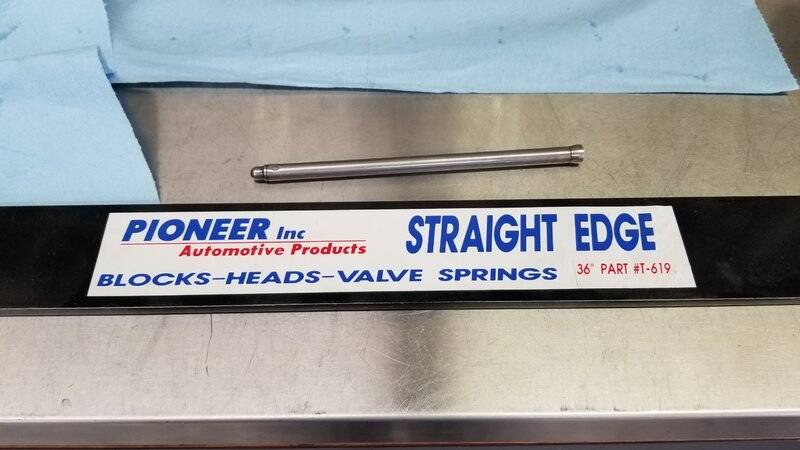 PIONEER Inc
Automotive Products
STRAIGHT EDGE
BLOCKS-HEADS-VALVE SPRINGS
36" PART #T-619